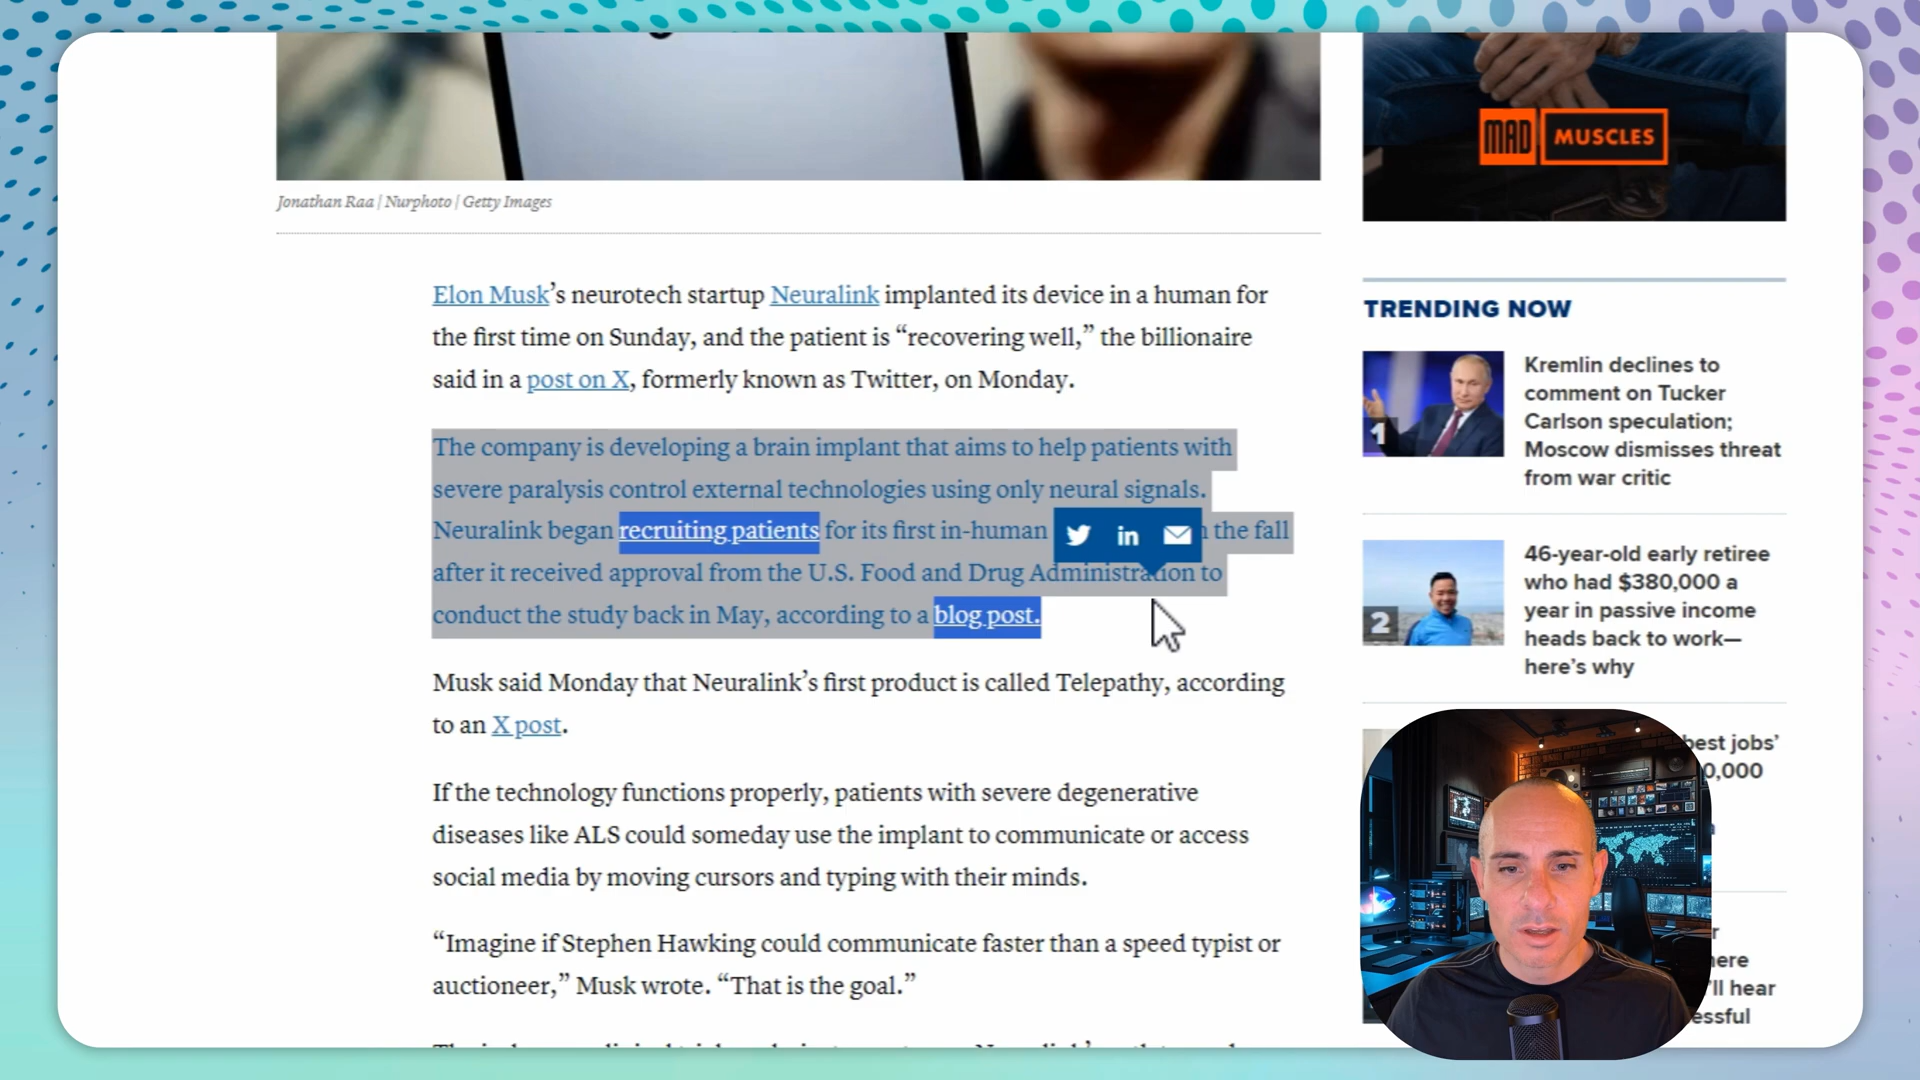 MAD MUSCLES
Jonathan Raa | Nurphoto | Getty Images
Elon Musk’s neurotech startup Neuralink implanted its device in a human for
the first time on Sunday, and the patient is “recovering well,” the billionaire
said in a post on X, formerly known as Twitter, on Monday.
The company is developing a brain implant that aims to help patients with
severe paralysis control external technologies using only neural signals.
Neuralink began recruiting patients for its first in-human
in
the fall
after it received approval from the U.S. Food and Drug Administration to
conduct the study back in May, according to a blog post.
Musk said Monday that Neuralink’s first product is called Telepathy, according
to an X post.
If the technology functions properly, patients with severe degenerative
diseases like ALS could someday use the implant to communicate or access
social media by moving cursors and typing with their minds.
“Imagine if Stephen Hawking could communicate faster than a speed typist or
auctioneer,” Musk wrote. “That is the goal.”
TRENDING NOW
1
Kremlin declines to
comment on Tucker
Carlson speculation;
Moscow dismisses threat
from war critic
2
46-year-old early retiree
who had $380,000 a
year in passive income
heads back to work—
here’s why
best jobs’
0,000
’ll hear